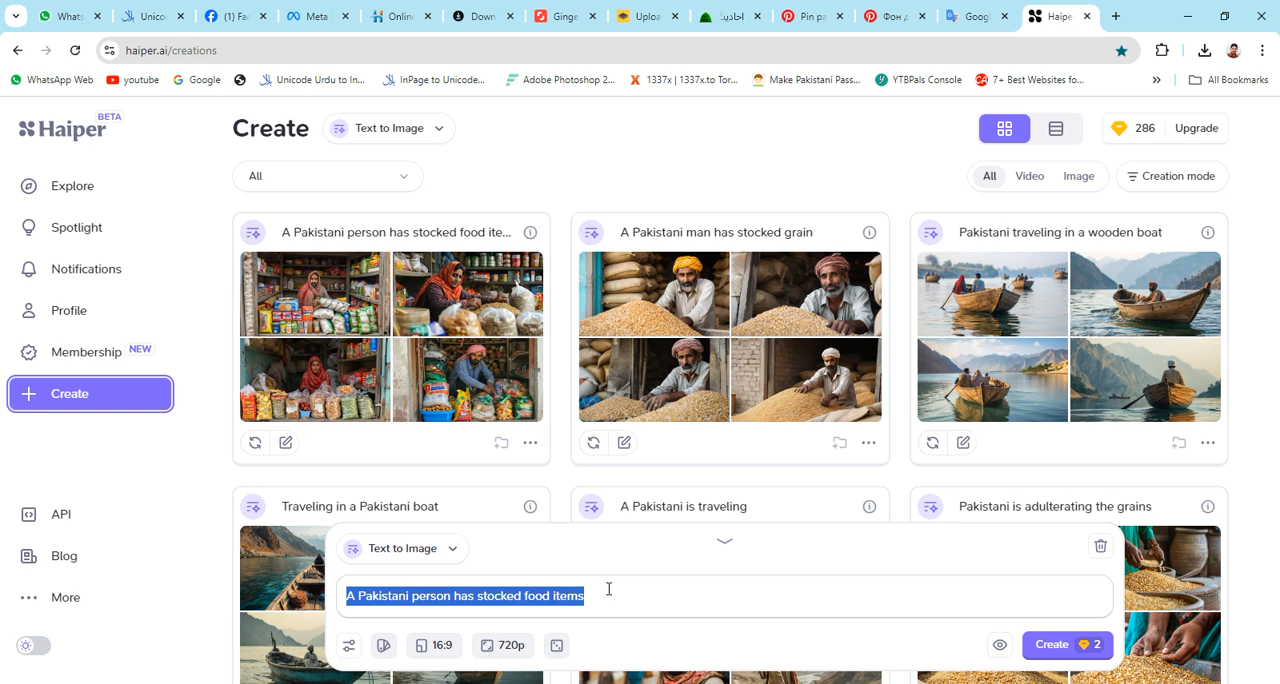 Whats
Unico
(1) Fac
Meta
Online
Down
Ginge
Uploa
احادیث
Pin pa
Фон д
Googl
Haipe
haiper.ai/creations
WhatsApp Web
youtube
Google
Unicode Urdu to In...
InPage to Unicode...
Adobe Photoshop 2...
1337x | 1337x.to Tor...
Make Pakistani Pass...
YTBPals Console
7+ Best Websites fo...
All Bookmarks
Haiper BETA
Create
Text to Image
286 Upgrade
All
All Video Image
Creation mode
Explore
Spotlight
Notifications
Profile
Membership NEW
Create
API
Blog
More
A Pakistani person has stocked food ite...
A Pakistani man has stocked grain
Pakistani traveling in a wooden boat
Traveling in a Pakistani boat
A Pakistani is traveling
Pakistani is adulterating the grains
Text to Image
A Pakistani person has stocked food items
16:9
720p
Create 2